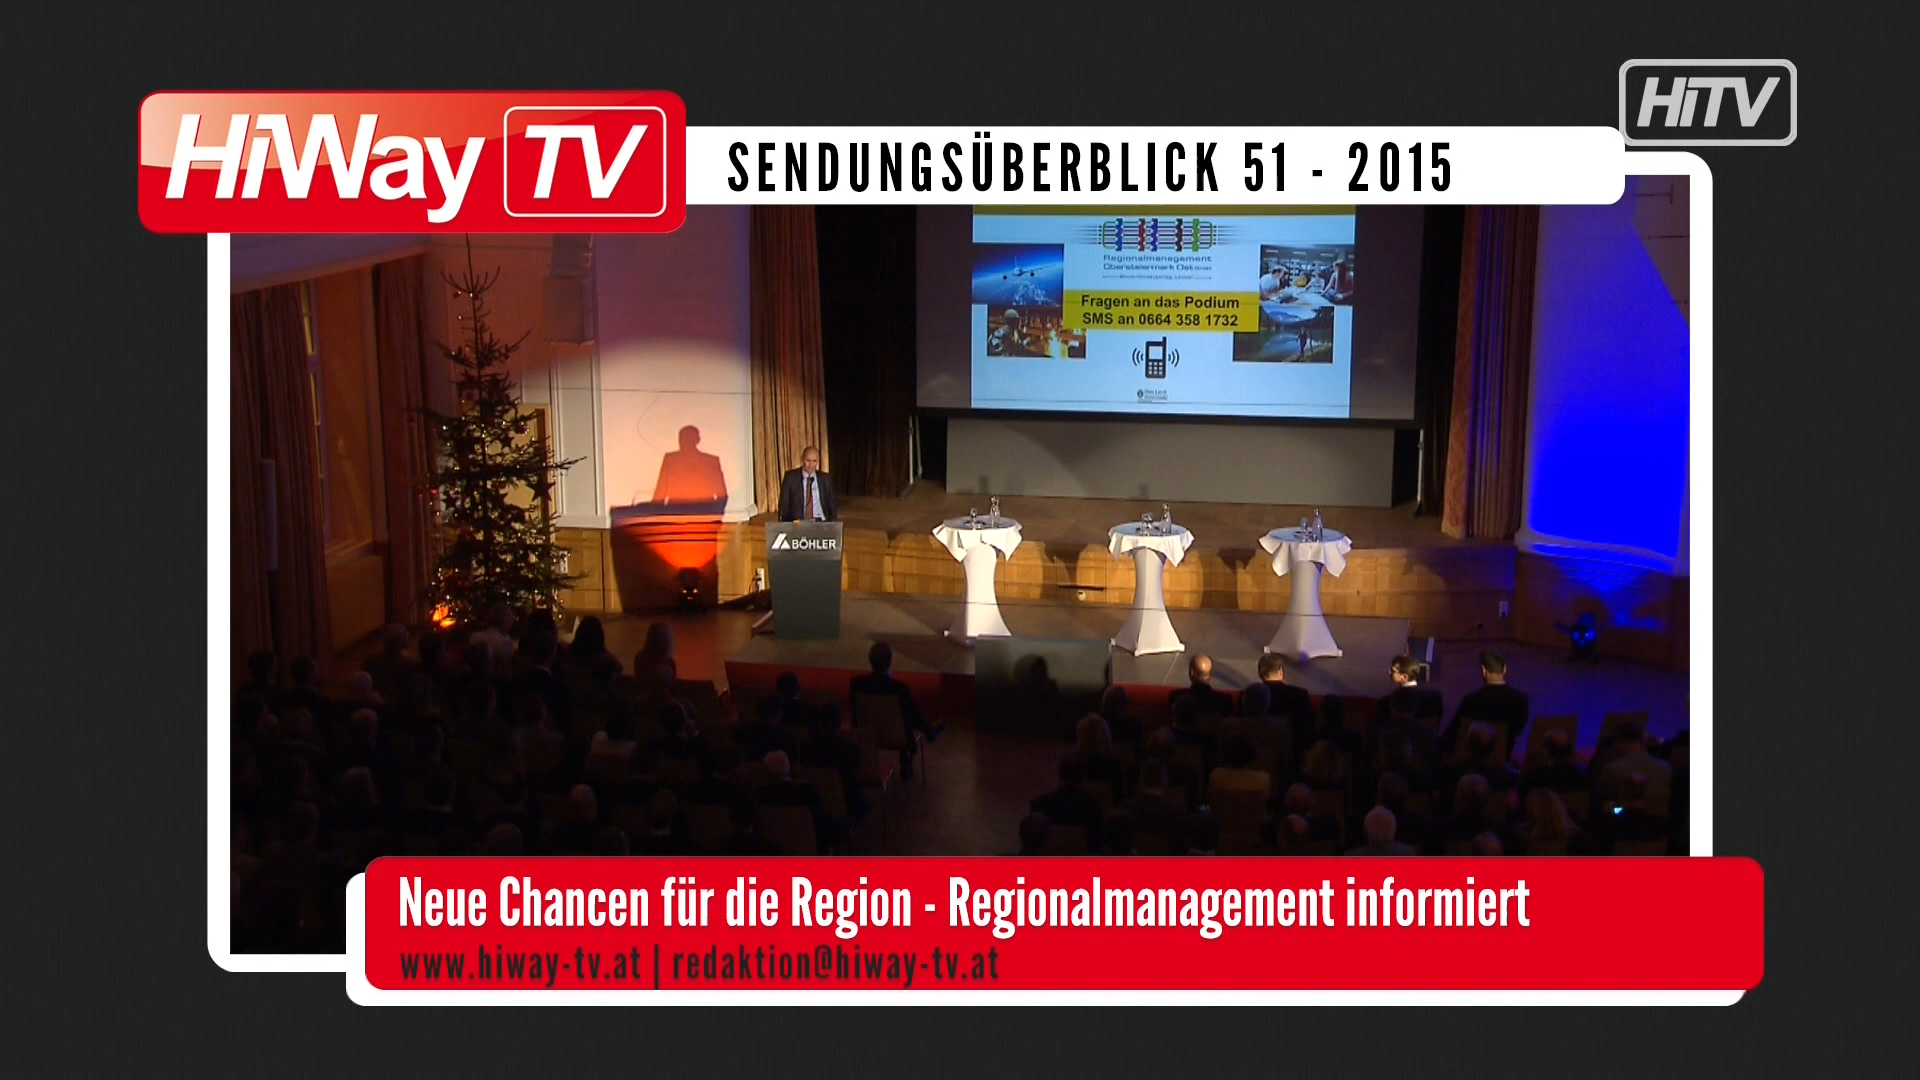 HiWay TV
HiTV
SENDUNGSÜBERBLICK 51 - 2015
Regionalmanagement
Obersteiermark Ost
Fragen an das Podium
SMS an 0664 358 1732
BÖHLER
Neue Chancen für die Region - Regionalmanagement informiert
www.hiway-tv.at | redaktion@hiway-tv.at